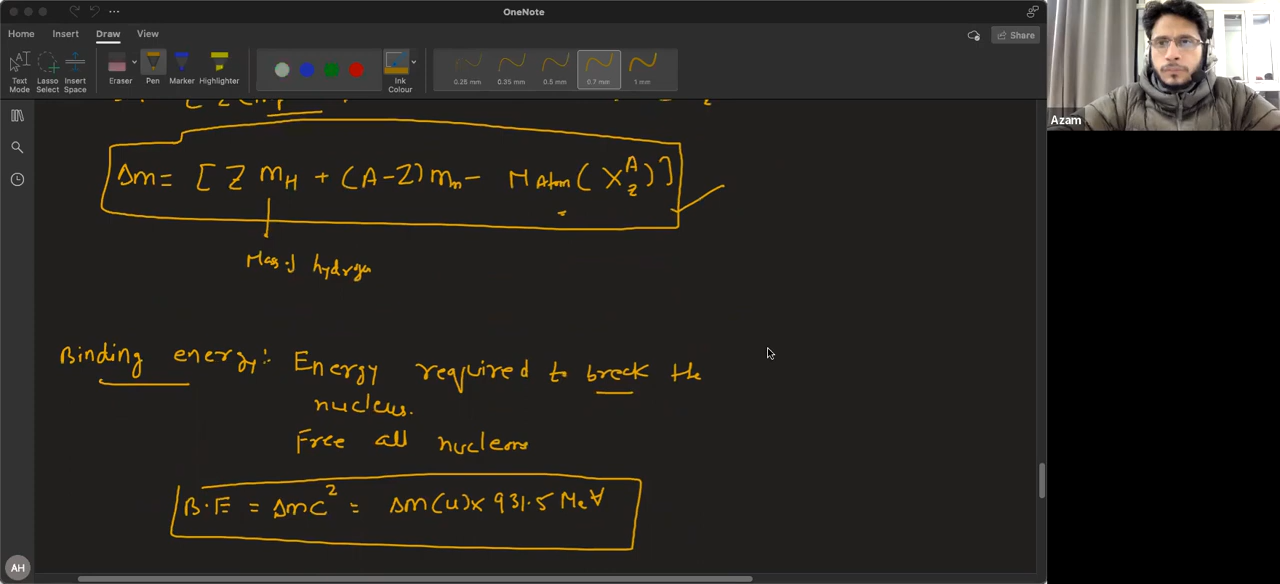 OneNote
Home Insert Draw View
Share
Text Mode
Lasso Select
Insert Space
Eraser
Pen
Marker
Highlighter
Ink Colour
0.25 mm
0.35 mm
0.5 mm
0.7 mm
1 mm
Azam
Δm = [ Z mH + (A-Z) mn - M Atom ( X A Z ) ]
Mass of hydrogen
Binding energy: Energy required to break the
nucleus.
Free all nucleons
B.E = Δmc² = Δm(u) x 931.5 MeV
AH